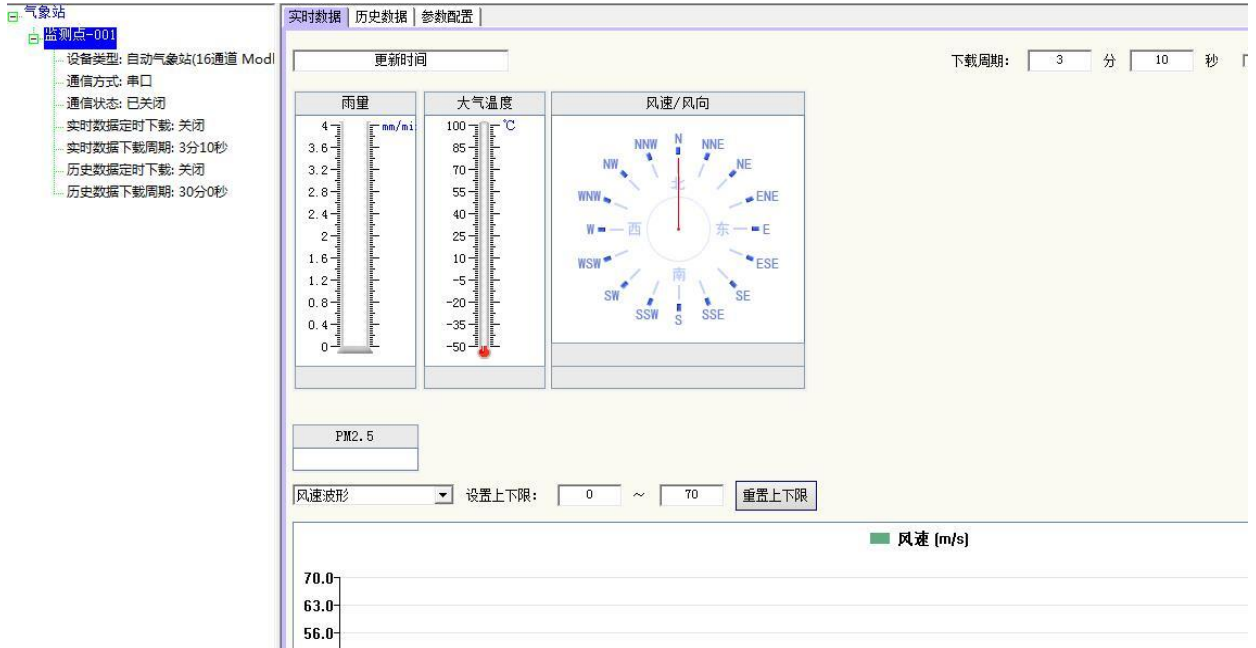 气象站
监测点-001
设备类型: 自动气象站(16通道 Mod
通信方式: 串口
通信状态: 已关闭
实时数据定时下载: 关闭
实时数据下载周期: 3分10秒
历史数据定时下载: 关闭
历史数据下载周期: 30分0秒
实时数据 历史数据 参数配置
更新时间 下载周期: 3 分 10 秒
雨量 大气温度 风速/风向
4 mm/mi
3.6
3.2
2.8
2.4
2
1.6
1.2
0.8
0.4
0
100 ℃
85
70
55
40
25
10
-5
-20
-35
-50
N
NNW NNE
NW NE
北
WNW ENE
W 西 东 E
WSW ESE
南
SW SE
SSW SSE
S
PM2.5
风速波形 设置上下限: 0 ～ 70 重置上下限
风速 (m/s)
70.0
63.0
56.0